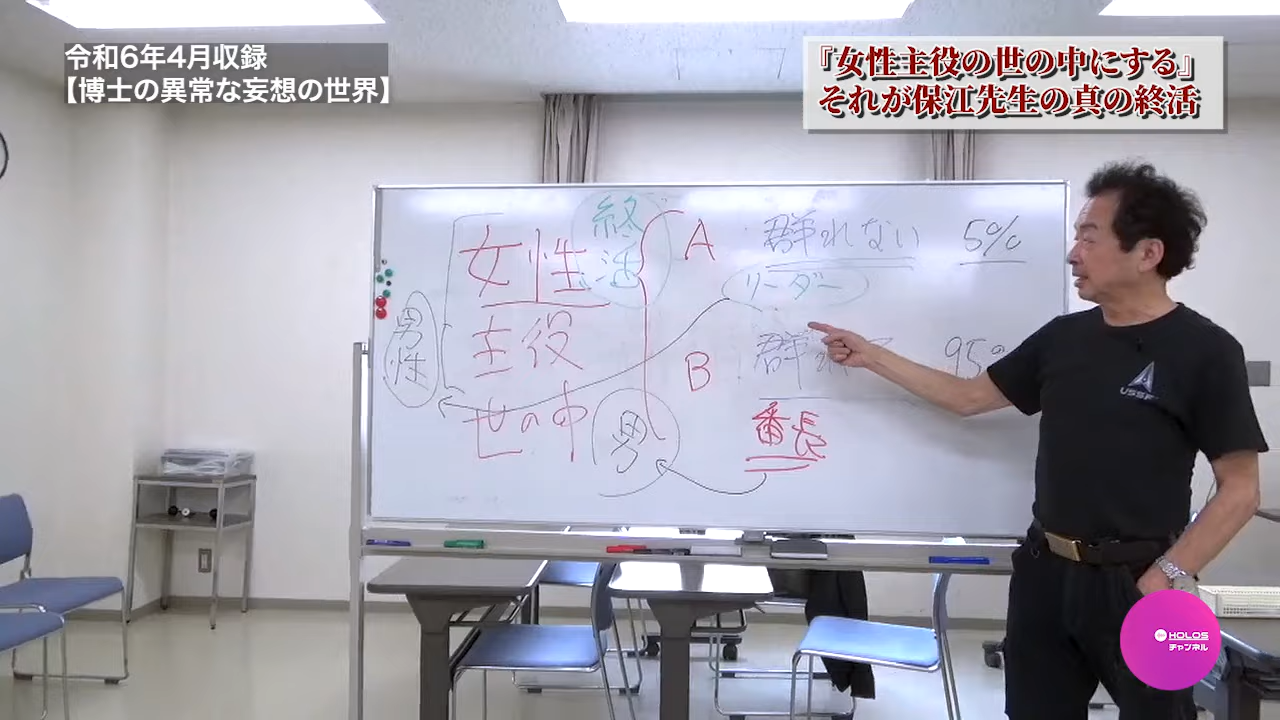 令和6年4月収録
【博士の異常な妄想の世界】
『女性主役の世の中にする』
それが保江先生の真の終活
終活
女性
主役
世の中
男性
男
A
群れない
5%
リーダー
B
群れ
95%
番長
USSF
HOLOS
チャンネル